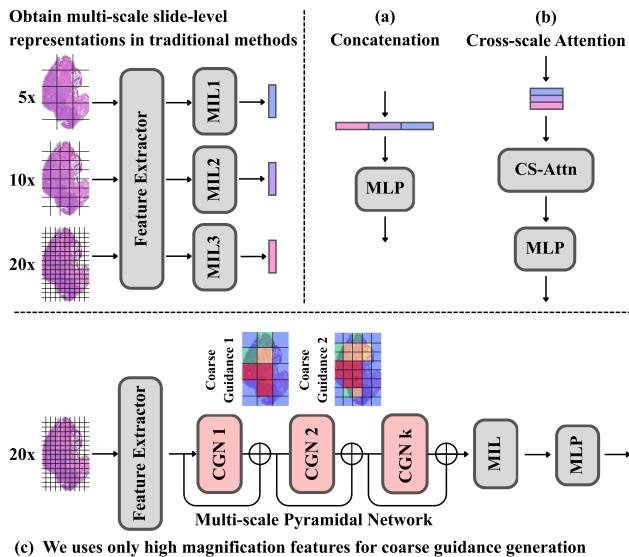 Obtain multi-scale slide-level
representations in traditional methods
5x
10x
20x
Feature Extractor
MIL1
MIL2
MIL3
(a)
Concatenation
MLP
(b)
Cross-scale Attention
CS-Attn
MLP
20x
Feature Extractor
Coarse
Guidance 1
Coarse
Guidance 2
CGN 1
CGN 2
CGN k
MIL
MLP
Multi-scale Pyramidal Network
(c) We uses only high magnification features for coarse guidance generation